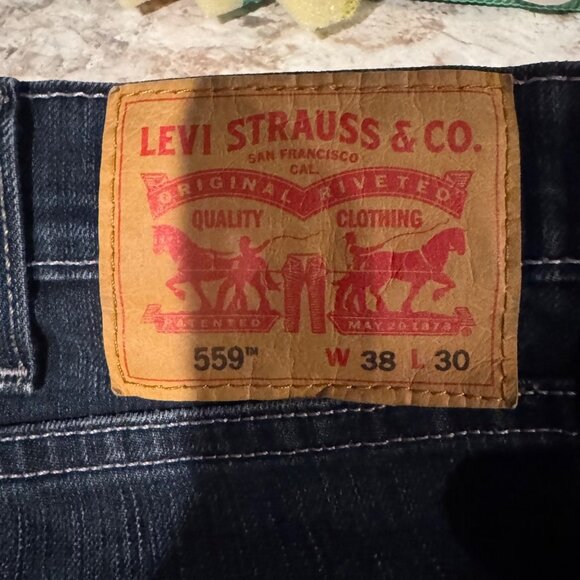 LEVI STRAUSS & CO.
SAN FRANCISCO
CAL.
ORIGINAL RIVETED
QUALITY CLOTHING
PATENTED MAY 20 1873
559™ W 38 L 30